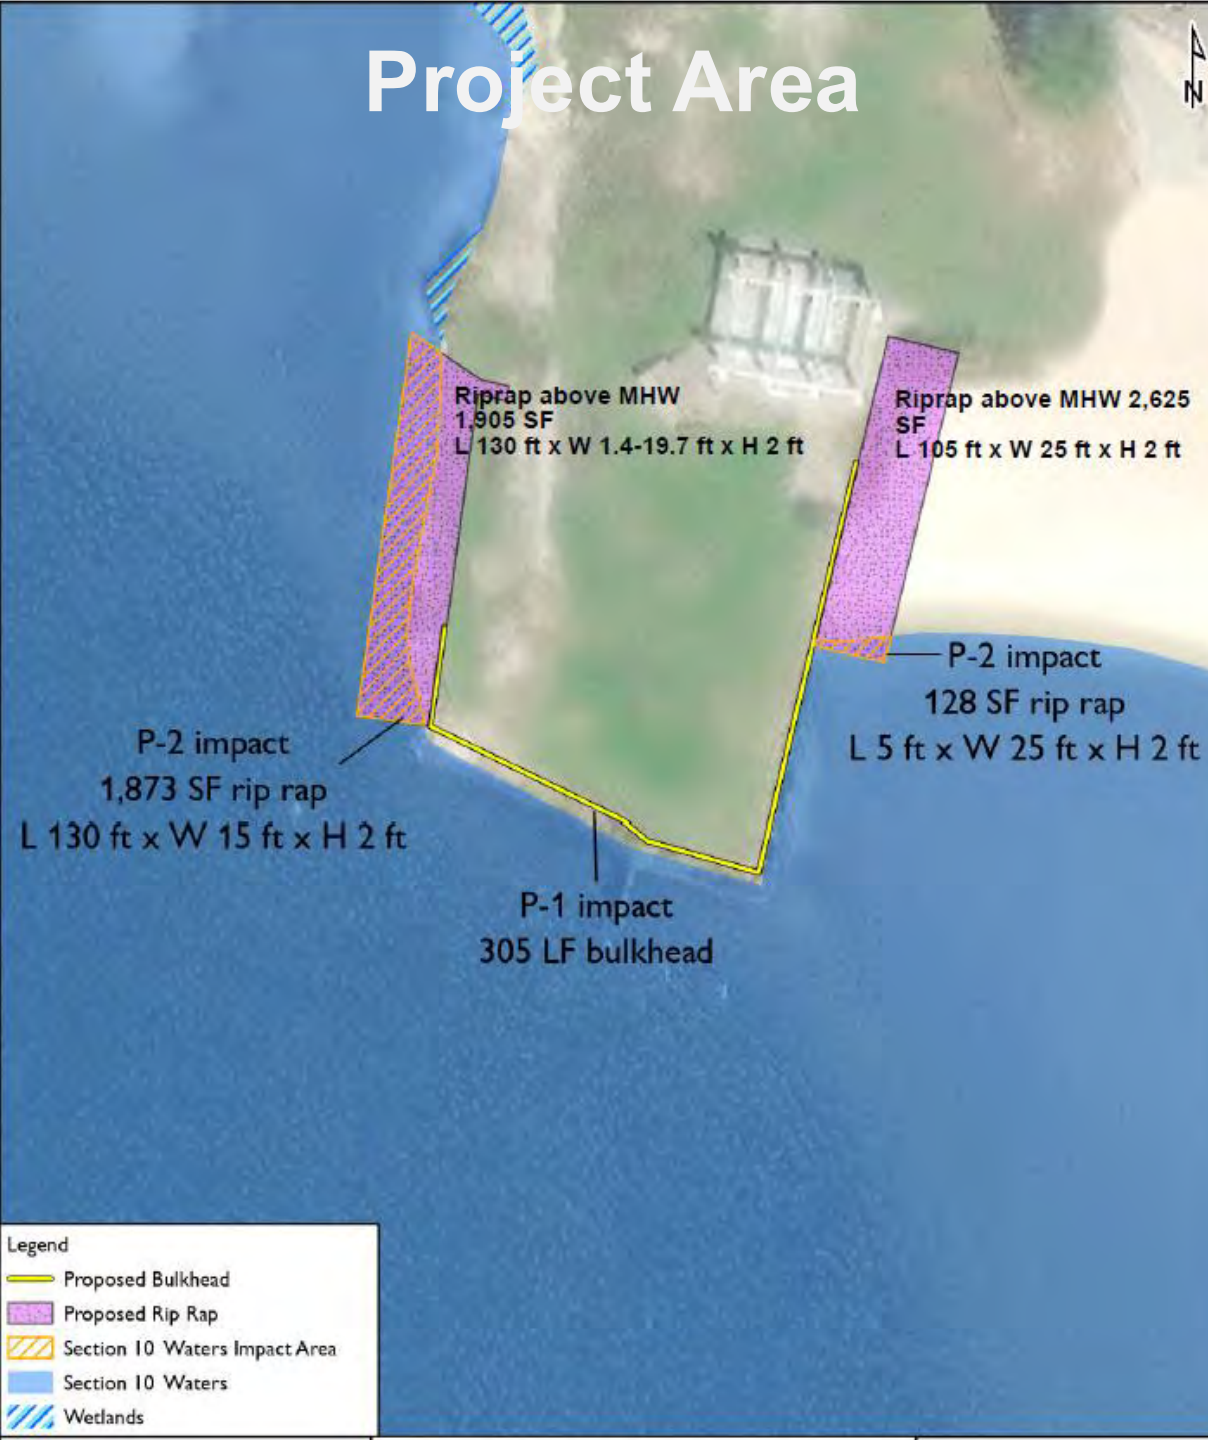 Project Area
N
Riprap above MHW
1,905 SF
L 130 ft x W 1.4-19.7 ft x H 2 ft
Riprap above MHW 2,625
SF
L 105 ft x W 25 ft x H 2 ft
P-2 impact
128 SF rip rap
L 5 ft x W 25 ft x H 2 ft
P-2 impact
1,873 SF rip rap
L 130 ft x W 15 ft x H 2 ft
P-1 impact
305 LF bulkhead
Legend
Proposed Bulkhead
Proposed Rip Rap
Section 10 Waters Impact Area
Section 10 Waters
Wetlands